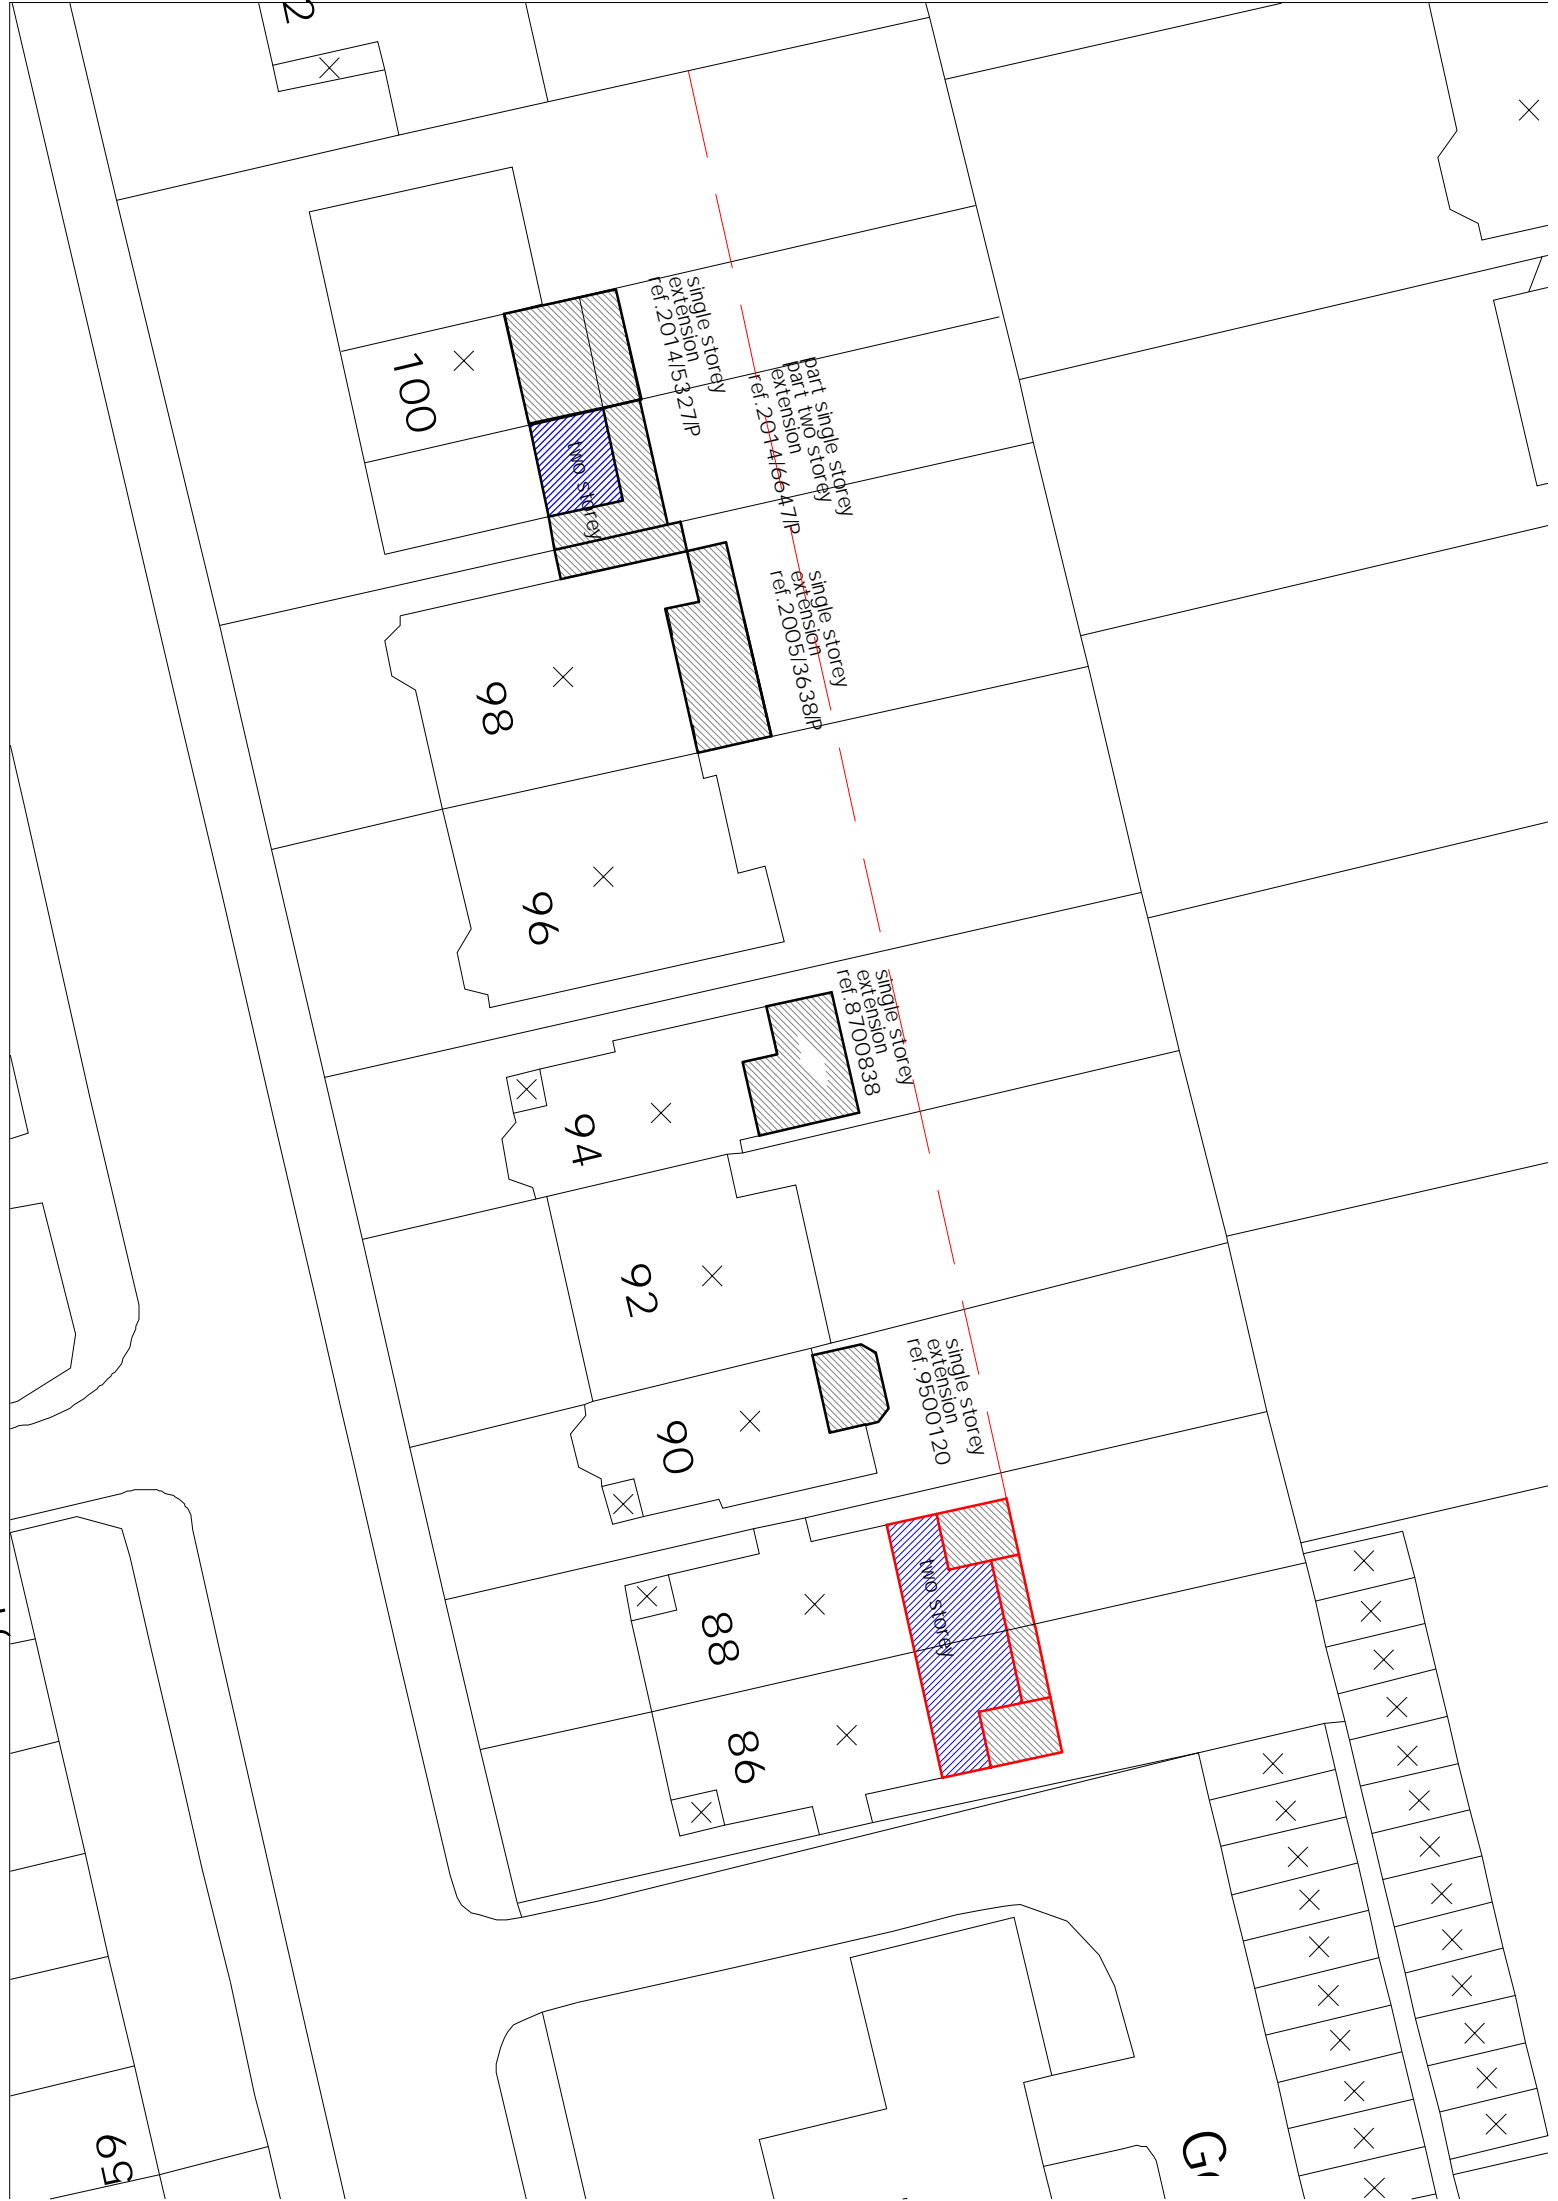 2
single storey
extension
ref.2014/5327/P
part single storey
part two storey
extension
ref.2014/6647/P
100
two storey
single storey
extension
ref.2005/3638/P
98
96
single storey
extension
ref.8700838
94
92
single storey
extension
ref.9500120
90
two storey
88
86
65
G